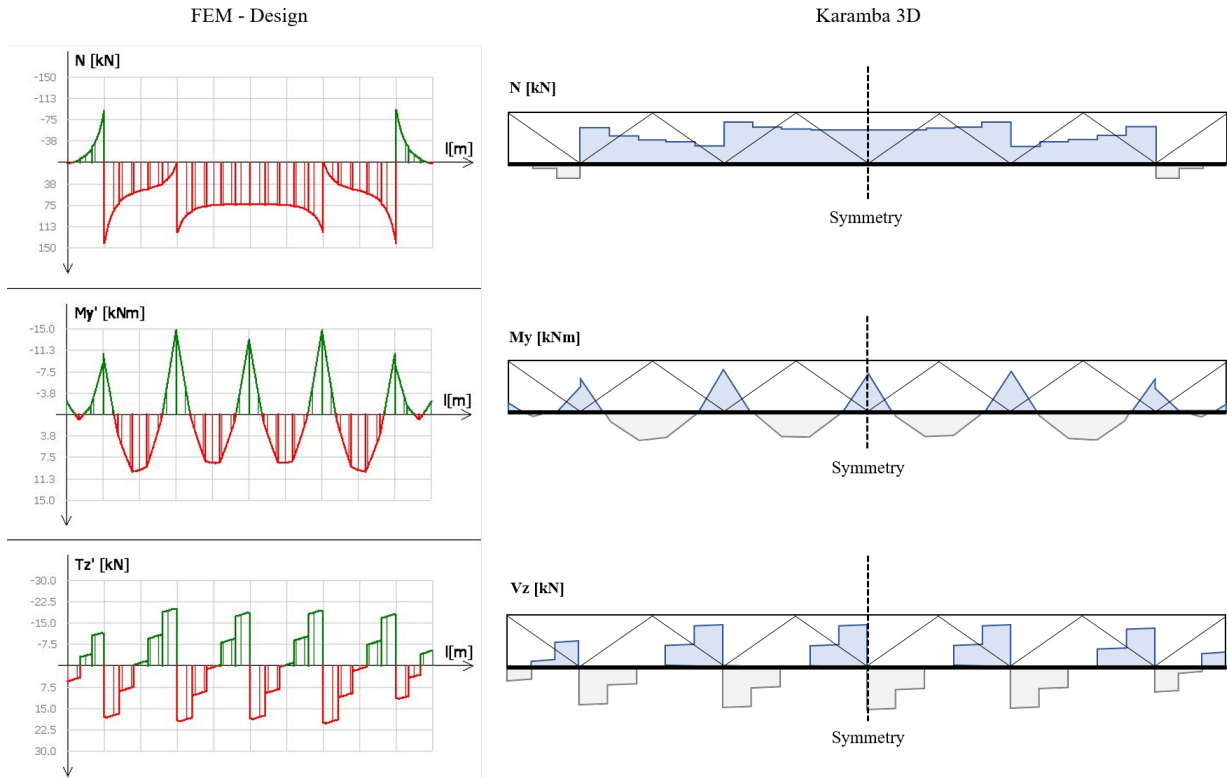 FEM - Design
Karamba 3D
N [kN]
-150
-113
-75
-38
l[m]
38
75
113
150
N [kN]
Symmetry
My' [kNm]
-15.0
-11.3
-7.5
-3.8
l[m]
3.8
7.5
11.3
15.0
My [kNm]
Symmetry
Tz' [kN]
-30.0
-22.5
-15.0
-7.5
l[m]
7.5
15.0
22.5
30.0
Vz [kN]
Symmetry